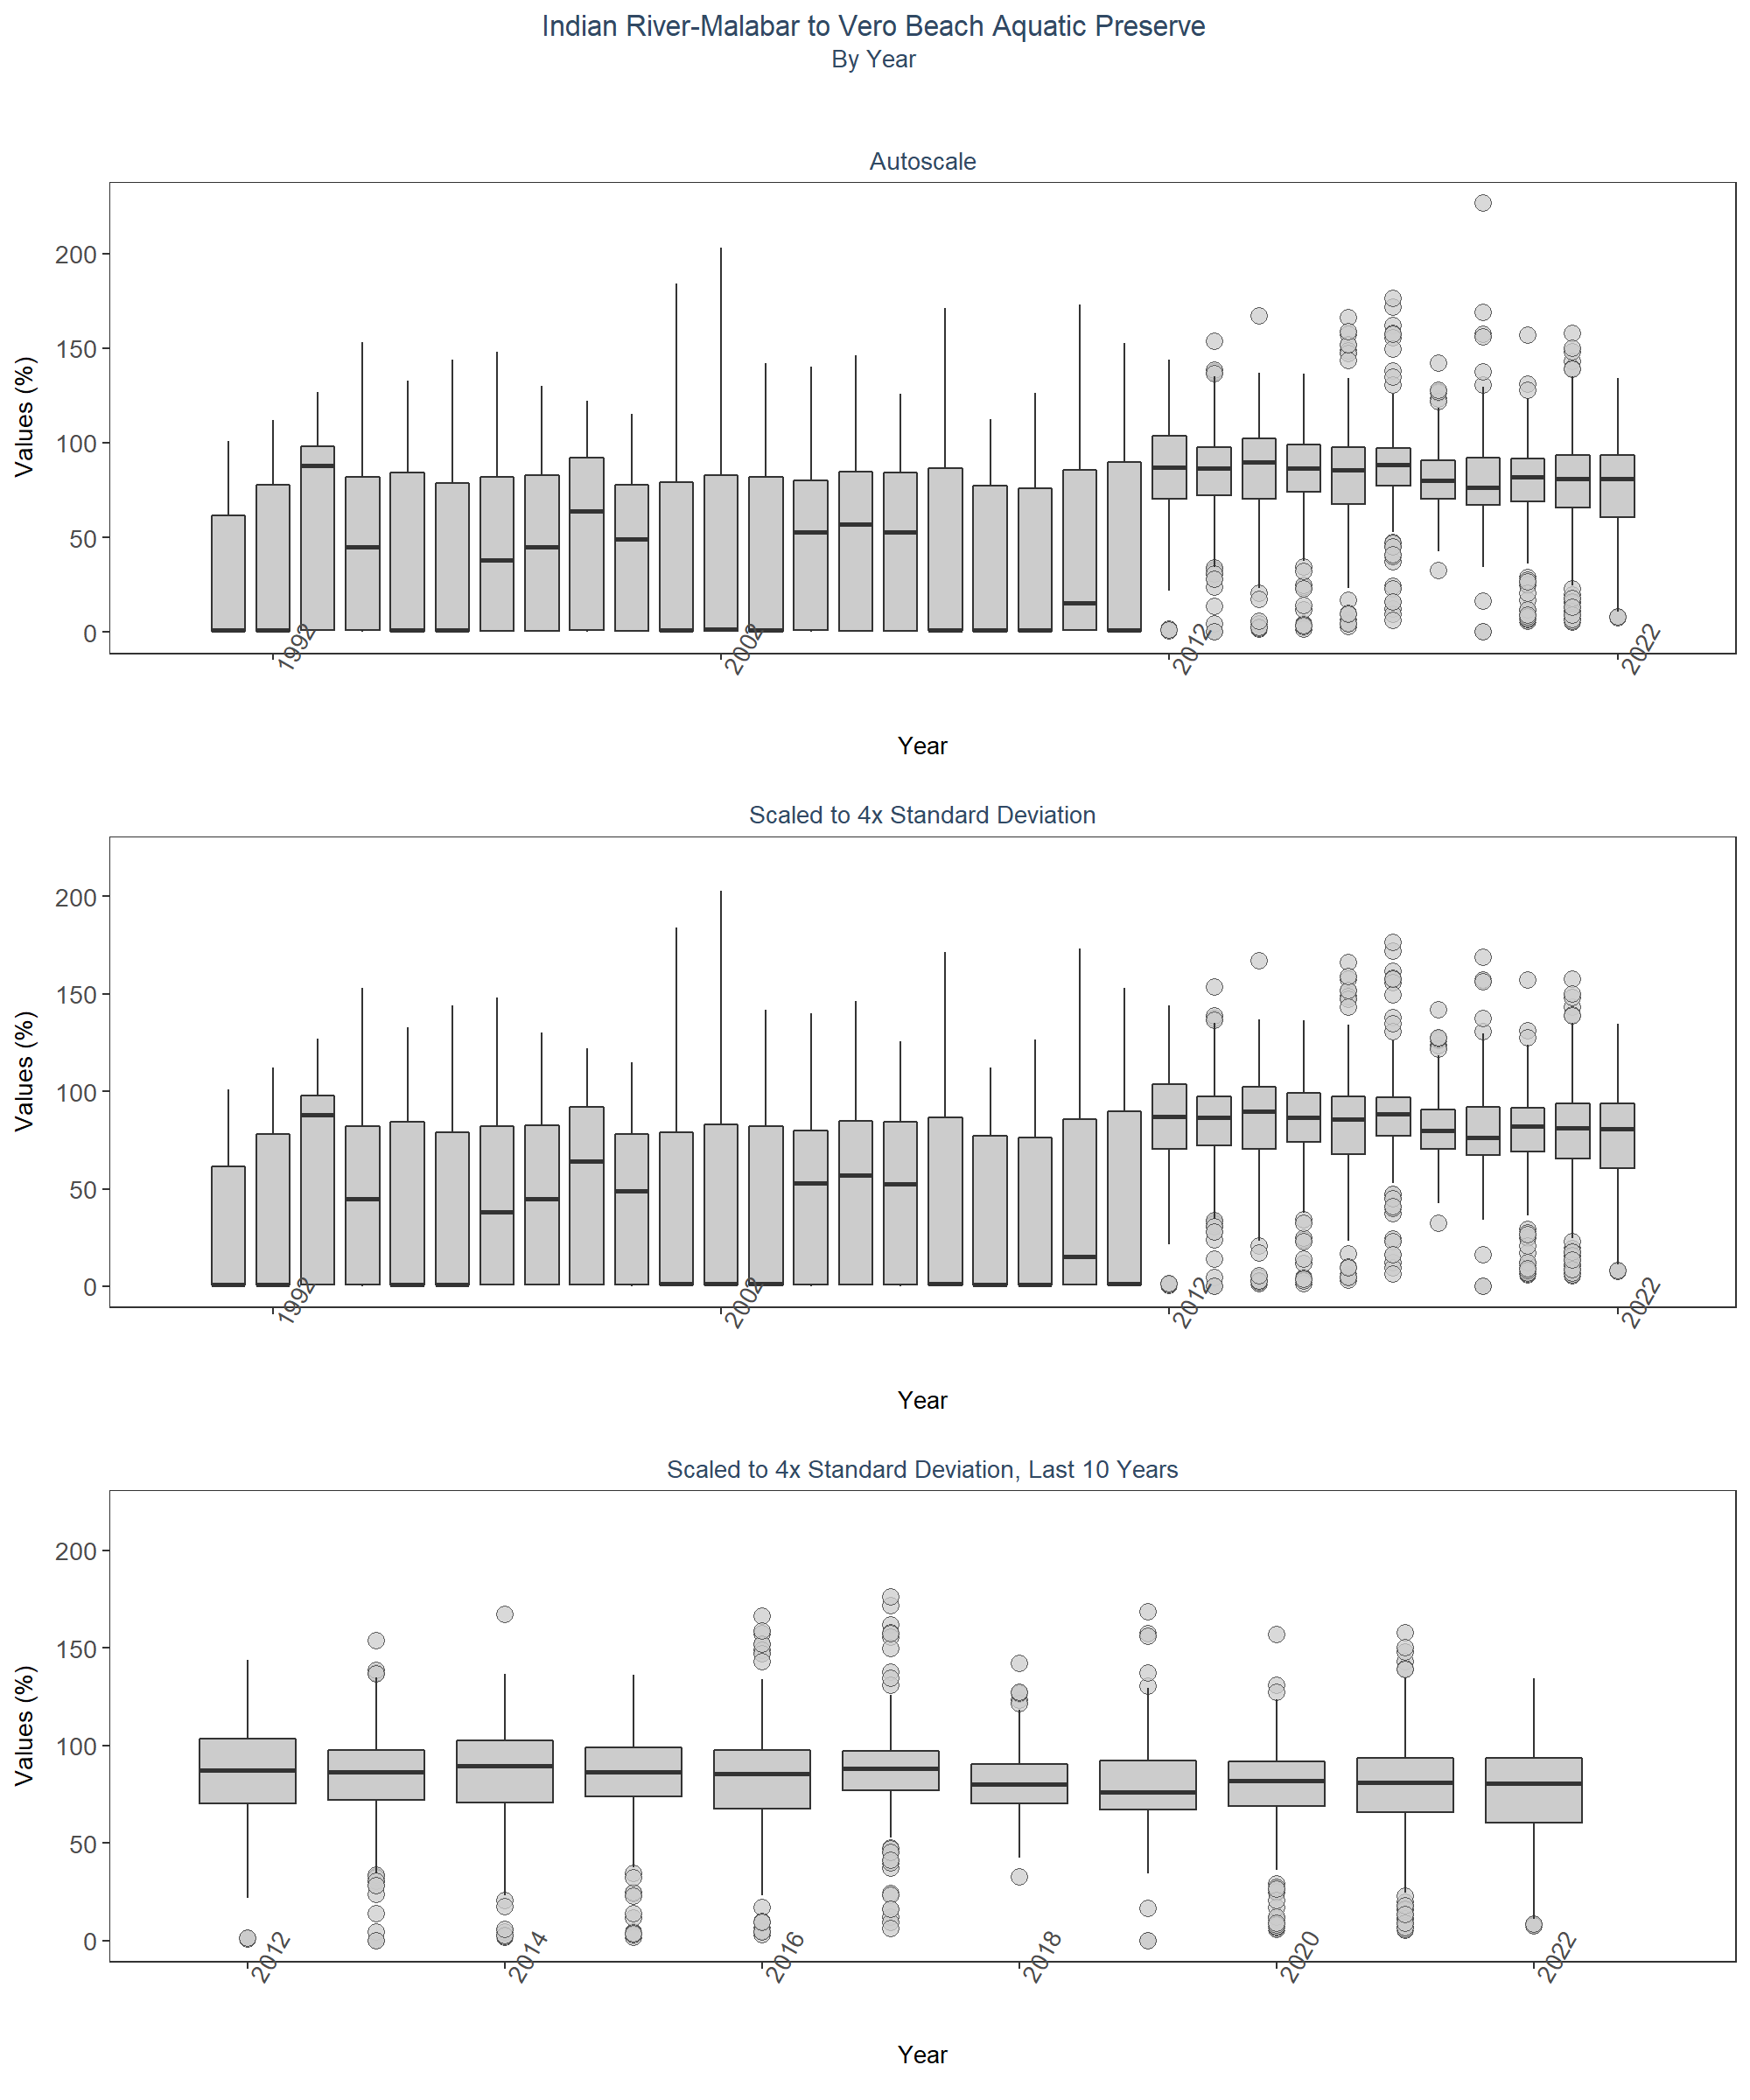 Indian River-Malabar to Vero Beach Aquatic Preserve
By Year
Autoscale
Values (%)
200
150
100
50
0
1992
2002
2012
2022
Year
Scaled to 4x Standard Deviation
Values (%)
200
150
100
50
0
1992
2002
2012
2022
Year
Scaled to 4x Standard Deviation, Last 10 Years
Values (%)
200
150
100
50
0
2012
2014
2016
2018
2020
2022
Year